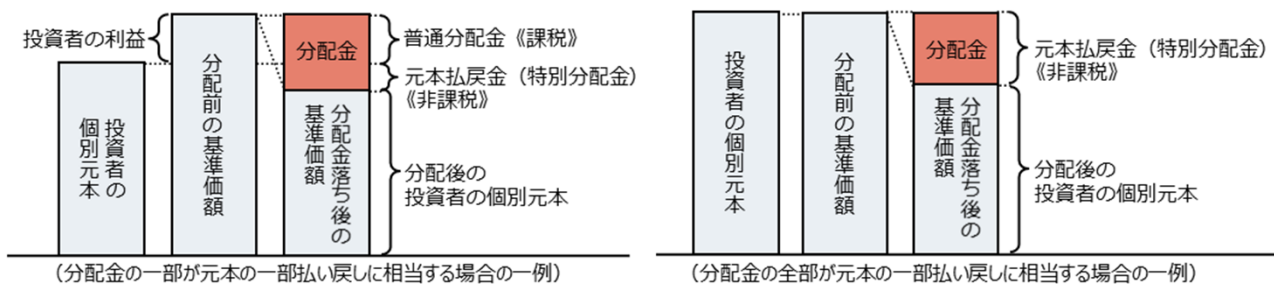 投資者の利益
投資者の
個別元本
分配前の基準価額
分配金
分配金落ち後の
基準価額
普通分配金《課税》
元本払戻金（特別分配金）
《非課税》
分配後の
投資者の個別元本
（分配金の一部が元本の一部払い戻しに相当する場合の一例）
投資者の個別元本
分配前の基準価額
分配金
分配金落ち後の
基準価額
元本払戻金（特別分配金）
《非課税》
分配後の
投資者の個別元本
（分配金の全部が元本の一部払い戻しに相当する場合の一例）